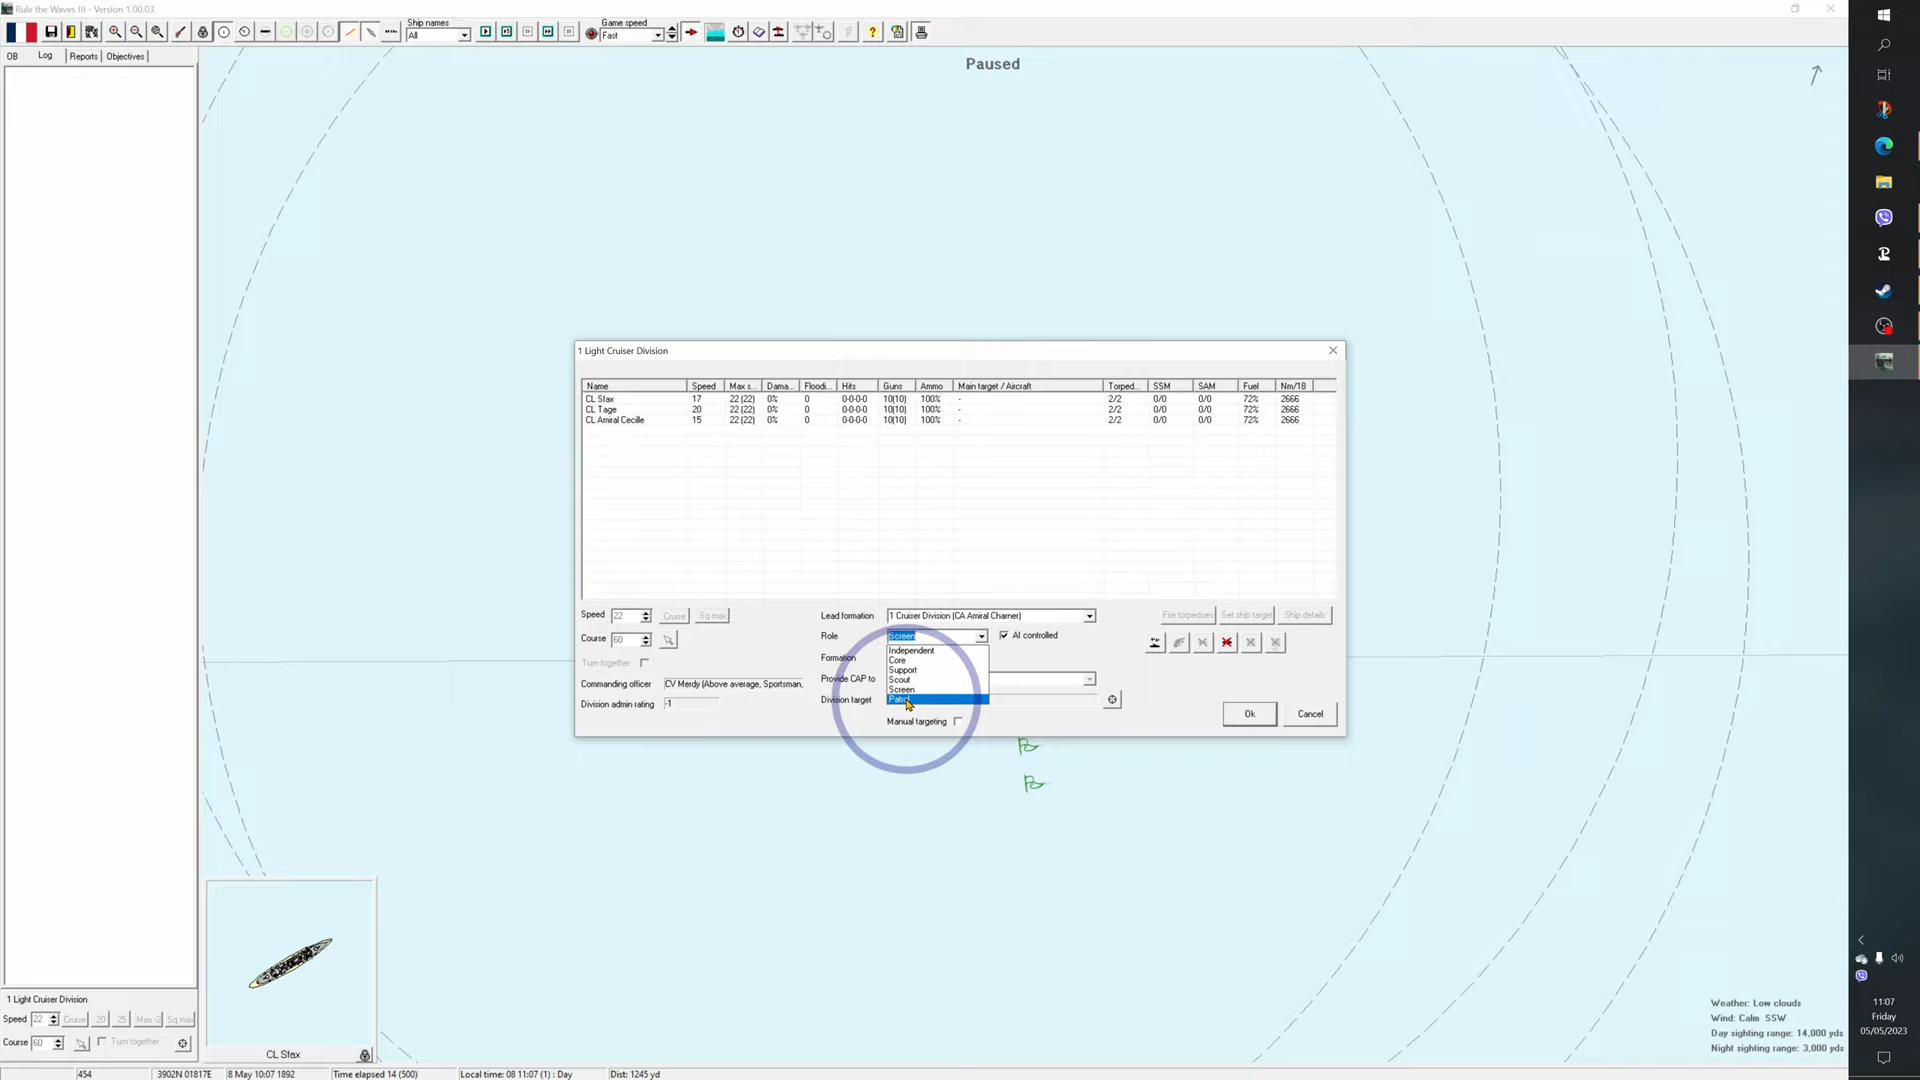 Rule the Waves III - Version 1.00.03
Ship names
All
Game speed
Fast
OB Log Reports Objectives
Paused
1 Light Cruiser Division
Name Speed Max s... Dama... Floodi... Hits Guns Ammo Main target / Aircraft Torped... SSM SAM Fuel Nm/18
CL Sfax 17 22 (22) 0% 0 0-0-0-0 10(10) 100% - 2/2 0/0 0/0 72% 2666
CL Tage 20 22 (22) 0% 0 0-0-0-0 10(10) 100% - 2/2 0/0 0/0 72% 2666
CL Amiral Cecille 15 22 (22) 0% 0 0-0-0-0 10(10) 100% - 2/2 0/0 0/0 72% 2666
Speed 22 Cruise Sq max
Course 60
Turn together
Commanding officer CV Merdy (Above average, Sportsman,
Division admin rating -1
Lead formation 1 Cruiser Division (CA Amiral Charner)
Role Screen AI controlled
Independent
Core
Support
Scout
Screen
Patrol
Formation
Provide CAP to
Division target
Manual targeting
Fire torpedoes Set ship target Ship details
Ok Cancel
1 Light Cruiser Division
Speed 22 Cruise 20 25 Max -2 Sq max
Course 60 Turn together
CL Sfax
Weather: Low clouds
Wind: Calm SSW
Day sighting range: 14,000 yds
Night sighting range: 3,000 yds
454 3902N 01817E 8 May 10:07 1892 Time elapsed 14 (500) Local time: 08 11:07 (1) : Day Dist: 1245 yd
11:07
Friday
05/05/2023